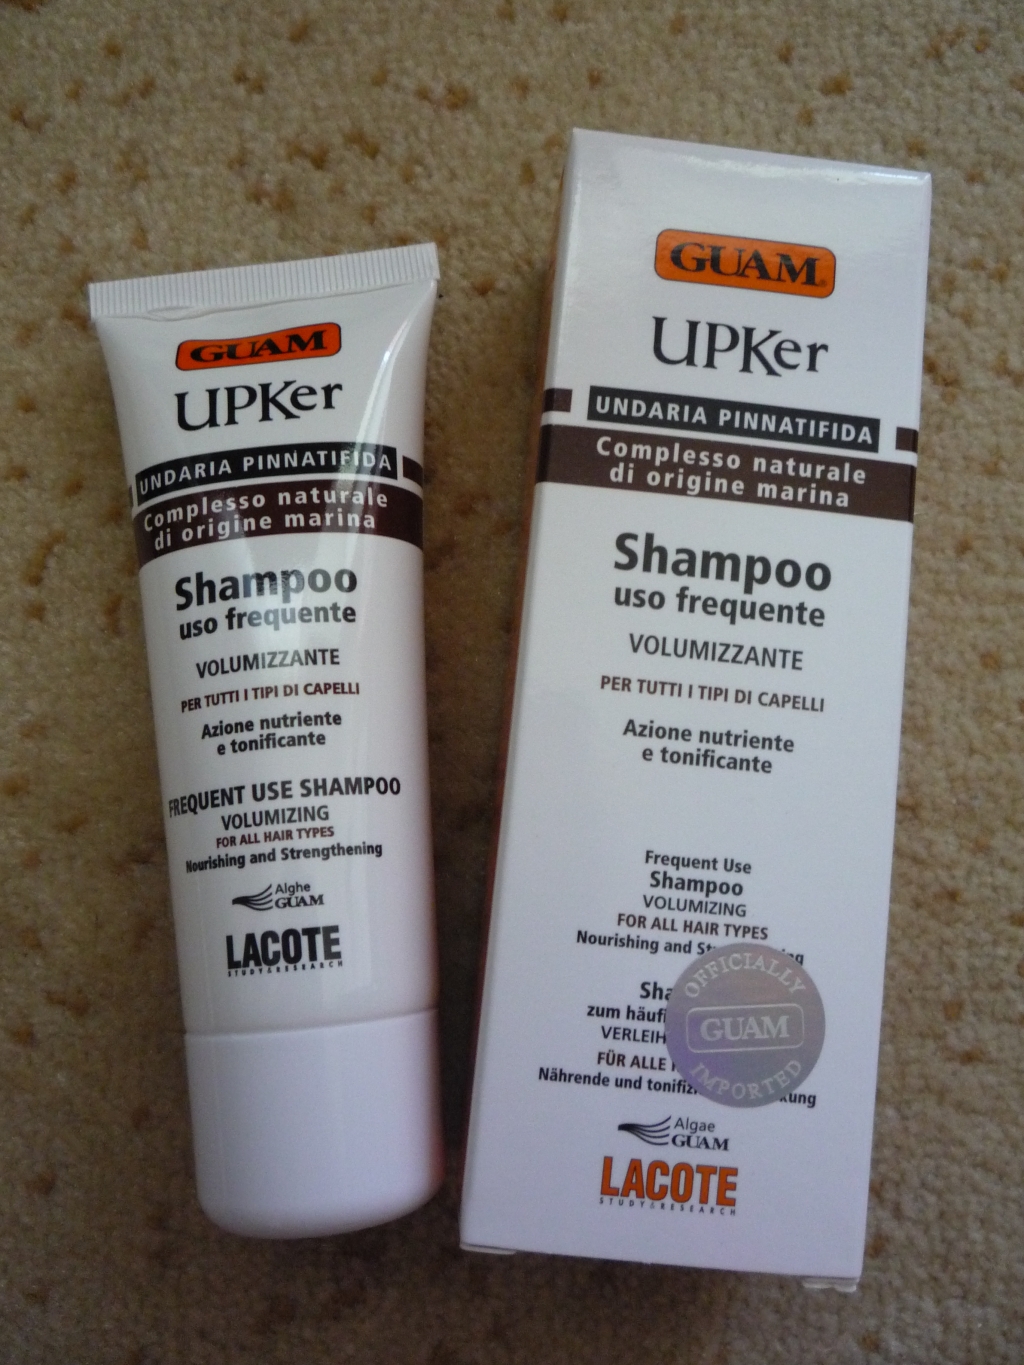 GUAM
UPKer
UNDARIA PINNATIFIDA
Complesso naturale
di origine marina
Shampoo
uso frequente
VOLUMIZZANTE
PER TUTTI I TIPI DI CAPELLI
Azione nutriente
e tonificante
FREQUENT USE SHAMPOO
VOLUMIZING
FOR ALL HAIR TYPES
Nourishing and Strengthening
Alghe
GUAM
LACOTE
STUDY&RESEARCH
GUAM
UPKer
UNDARIA PINNATIFIDA
Complesso naturale
di origine marina
Shampoo
uso frequente
VOLUMIZZANTE
PER TUTTI I TIPI DI CAPELLI
Azione nutriente
e tonificante
Frequent Use
Shampoo
VOLUMIZING
FOR ALL HAIR TYPES
Nourishing and
zum
FÜR ALLE
Nährende und
OFFICIALLY
GUAM
IMPORTED
Algae
GUAM
LACOTE
STUDY&RESEARCH